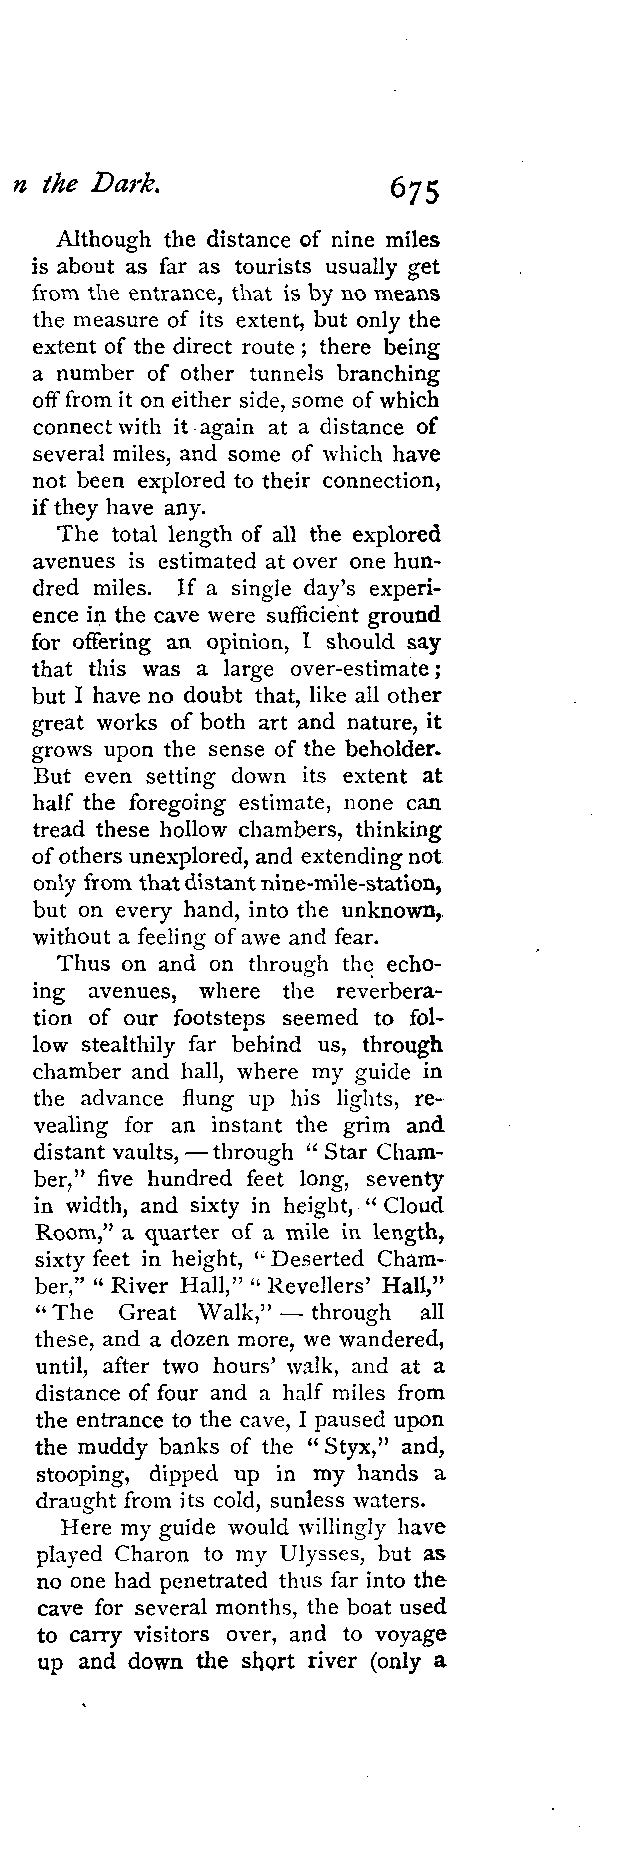 n the Dark. 675
Although the distance of nine miles
is about as far as tourists usually get
from the entrance, that is by no means
the measure of its extent, but only the
extent of the direct route ; there being
a number of other tunnels branching
off from it on either side, some of which
connect with it again at a distance of
several miles, and some of which have
not been explored to their connection,
if they have any.
The total length of all the explored
avenues is estimated at over one hun-
dred miles. If a single day's experi-
ence in the cave were sufficient ground
for offering an opinion, I should say
that this was a large over-estimate ;
but I have no doubt that, like all other
great works of both art and nature, it
grows upon the sense of the beholder.
But even setting down its extent at
half the foregoing estimate, none can
tread these hollow chambers, thinking
of others unexplored, and extending not
only from that distant nine-mile-station,
but on every hand, into the unknown,
without a feeling of awe and fear.
Thus on and on through the echo-
ing avenues, where the reverbera-
tion of our footsteps seemed to fol-
low stealthily far behind us, through
chamber and hall, where my guide in
the advance flung up his lights, re-
vealing for an instant the grim and
distant vaults, — through " Star Cham-
ber," five hundred feet long, seventy
in width, and sixty in height, " Cloud
Room," a quarter of a mile in length,
sixty feet in height, " Deserted Cham-
ber," " River Hall," " Revellers' Hall,"
" The Great Walk," — through all
these, and a dozen more, we wandered,
until, after two hours' walk, and at a
distance of four and a half miles from
the entrance to the cave, I paused upon
the muddy banks of the " Styx," and,
stooping, dipped up in my hands a
draught from its cold, sunless waters.
Here my guide would willingly have
played Charon to my Ulysses, but as
no one had penetrated thus far into the
cave for several months, the boat used
to carry visitors over, and to voyage
up and down the short river (only a